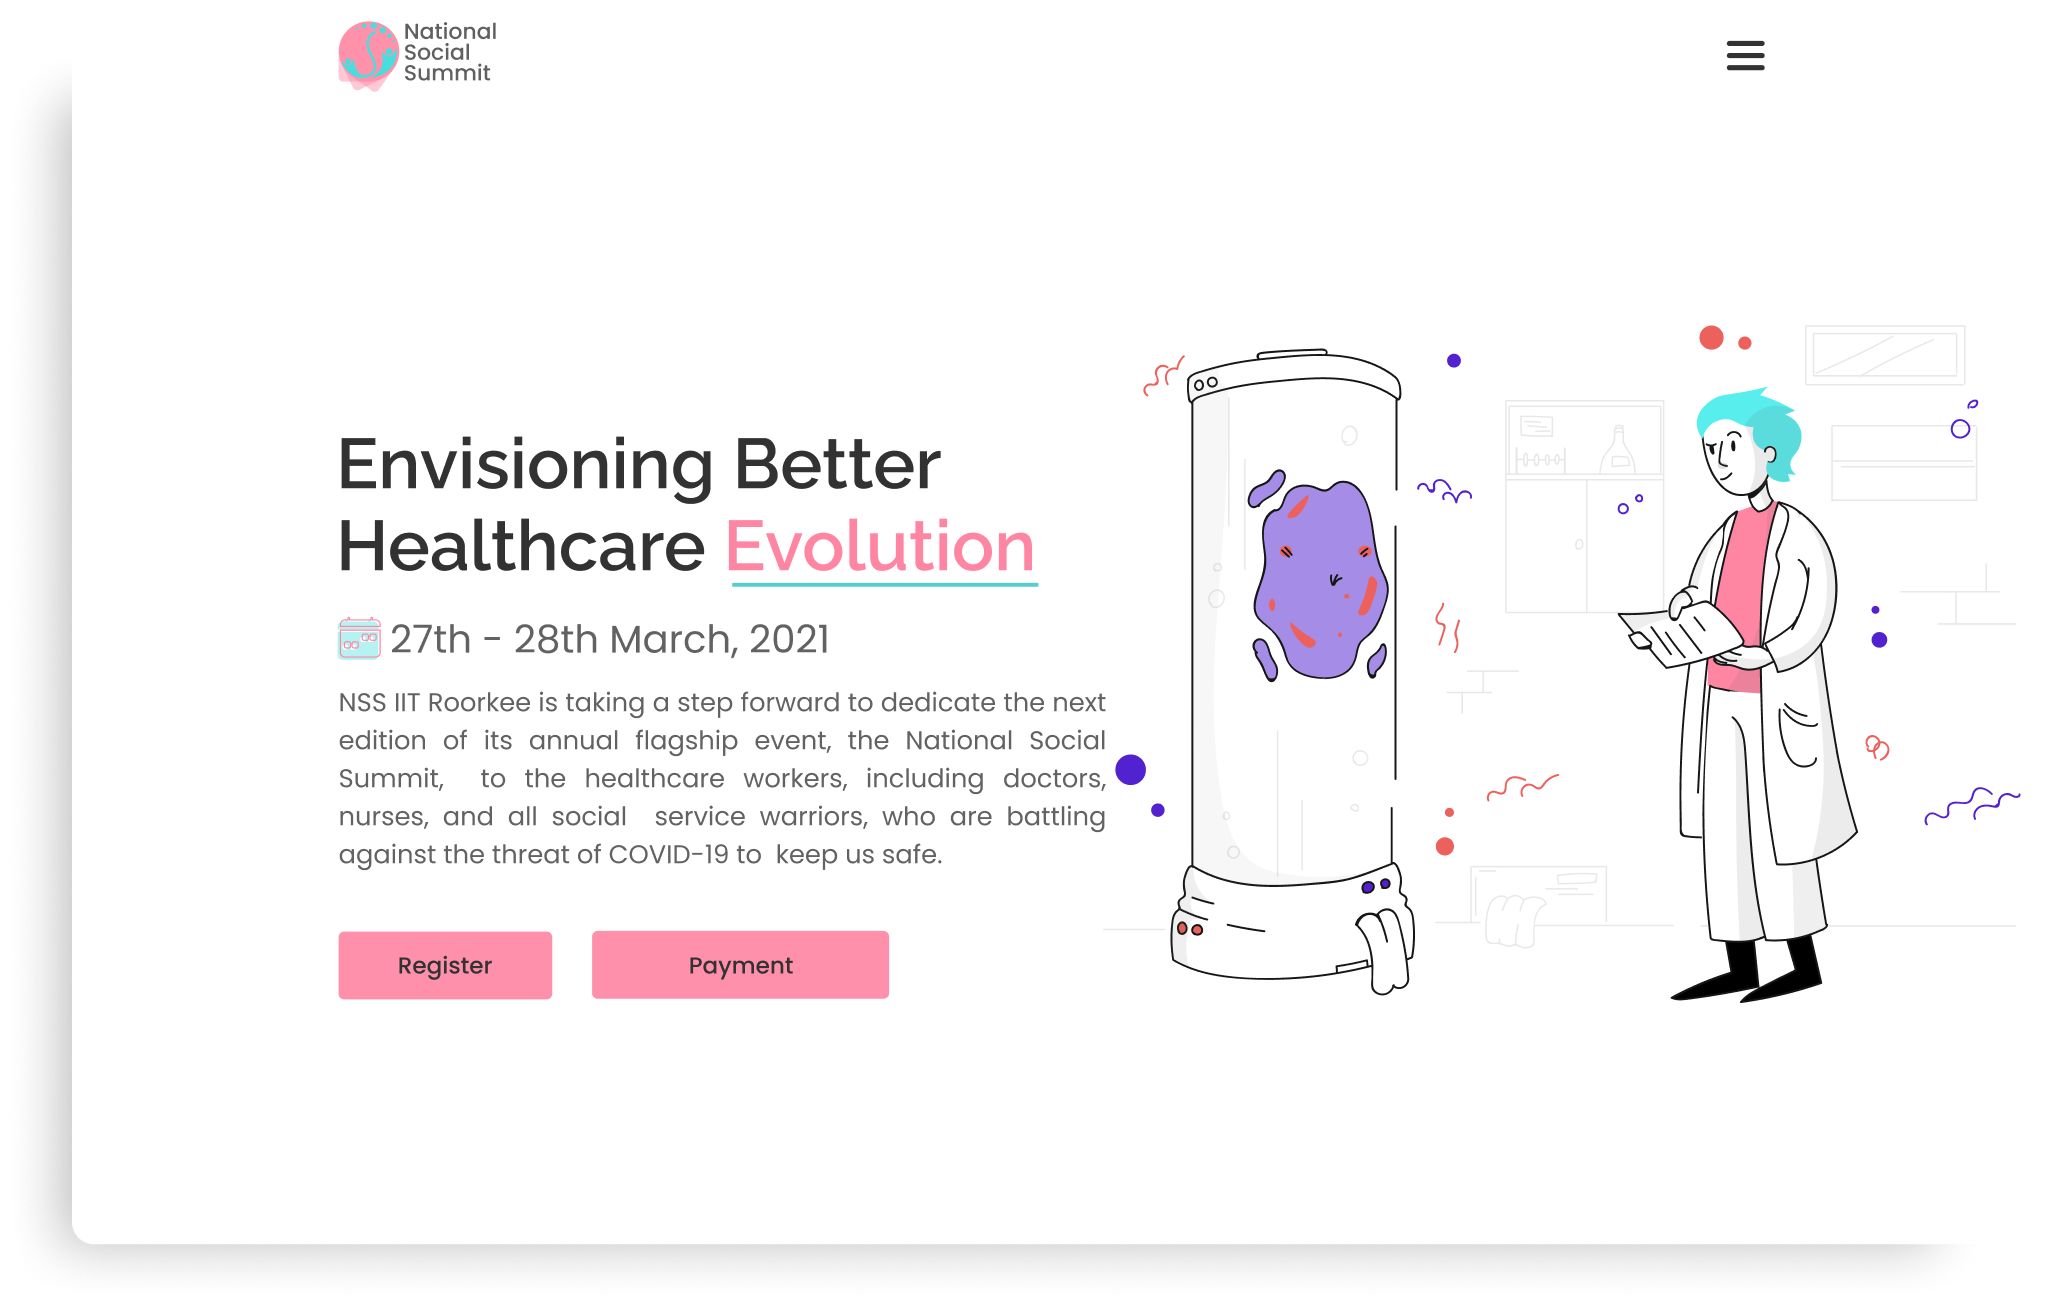 National
Social
Summit
Envisioning Better
Healthcare Evolution
27th - 28th March, 2021
NSS IIT Roorkee is taking a step forward to dedicate the next
edition of its annual flagship event, the National Social
Summit, to the healthcare workers, including doctors,
nurses, and all social service warriors, who are battling
against the threat of COVID-19 to keep us safe.
Register
Payment